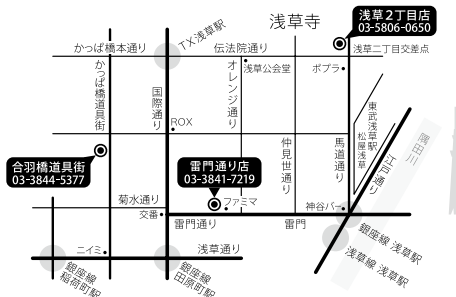 浅草寺
浅草2丁目店
03-5806-0650
TX浅草駅
かっぱ橋本通り
伝法院通り
浅草二丁目交差点
かっぱ橋道具街
国際通り
オレンジ通り
浅草公会堂
ポプラ
ROX
仲見世通り
馬道通り
東武浅草駅
松屋浅草
江戸通り
隅田川
合羽橋道具街
03-3844-5377
雷門通り店
03-3841-7219
菊水通り
ファミマ
交番
神谷バー
雷門通り
雷門
ニイミ
浅草通り
銀座線
稲荷町駅
銀座線
田原町駅
銀座線 浅草駅
浅草線 浅草駅